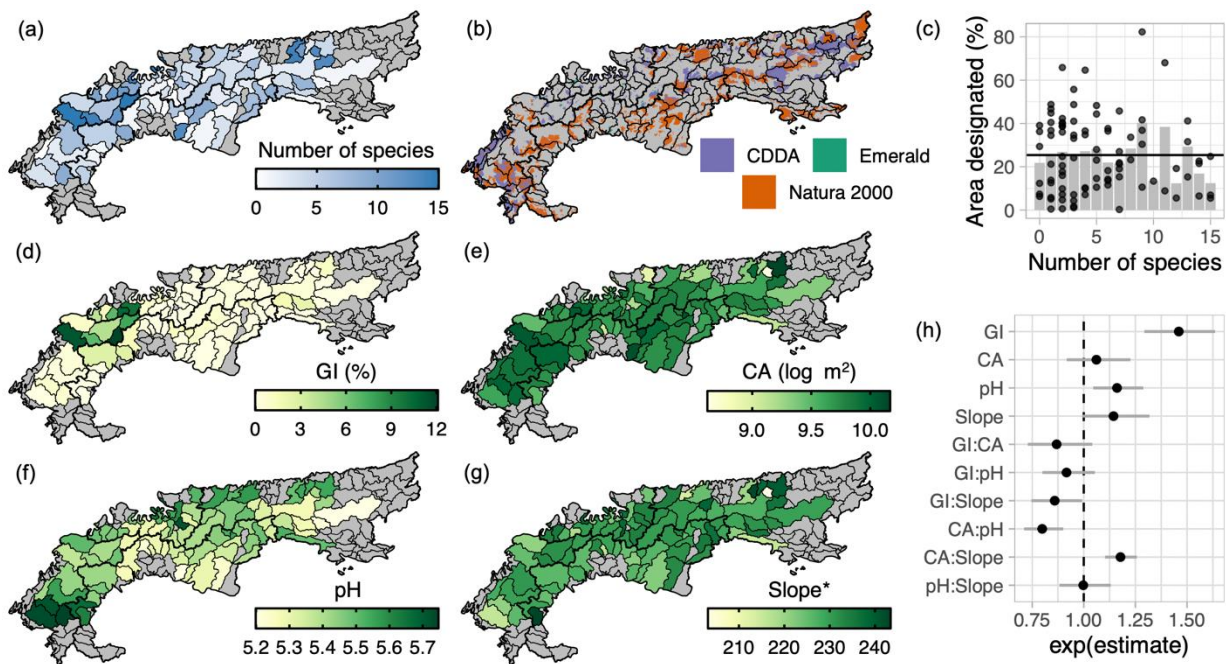 (a)
Number of species
0 5 10 15
(b)
CDDA
Emerald
Natura 2000
(c)
Area designated (%)
80
60
40
20
0
0 5 10 15
Number of species
(d)
GI (%)
0 3 6 9 12
(e)
CA (log m²)
9.0 9.5 10.0
(f)
pH
5.2 5.3 5.4 5.5 5.6 5.7
(g)
Slope*
210 220 230 240
(h)
GI
CA
pH
Slope
GI:CA
GI:pH
GI:Slope
CA:pH
CA:Slope
pH:Slope
0.75 1.00 1.25 1.50
exp(estimate)